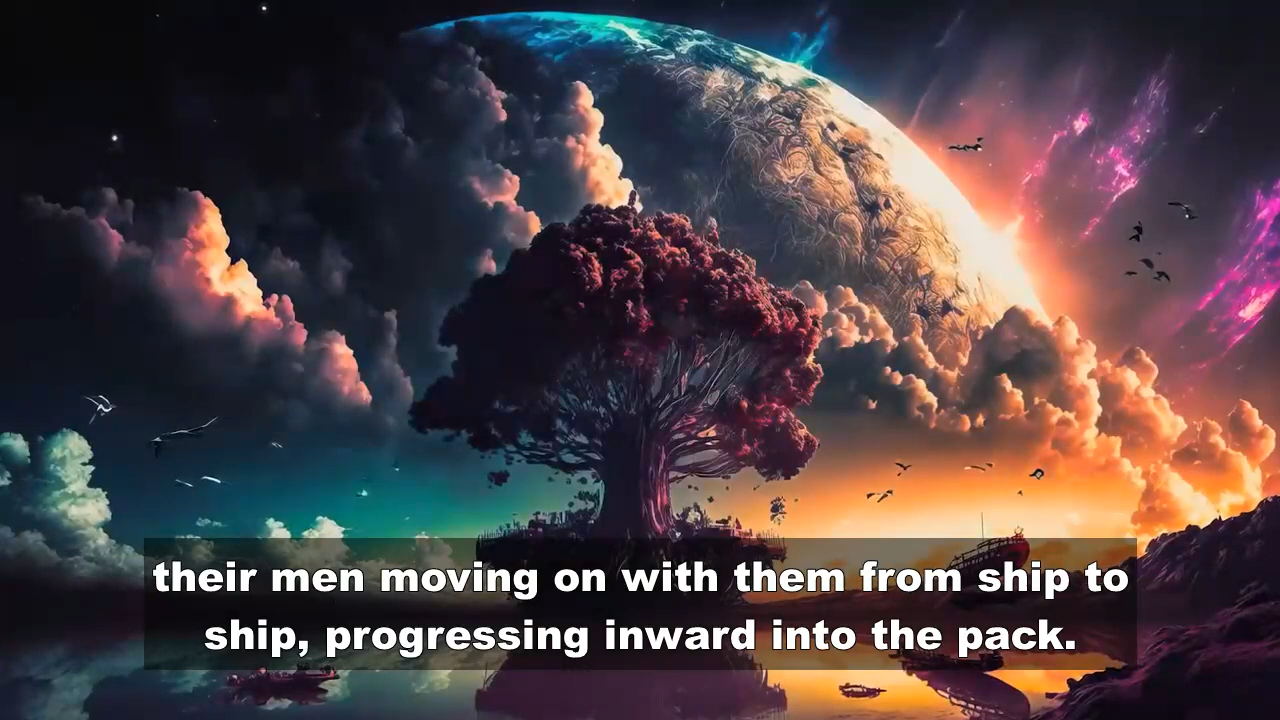 their men moving on with them from ship to
ship, progressing inward into the pack.